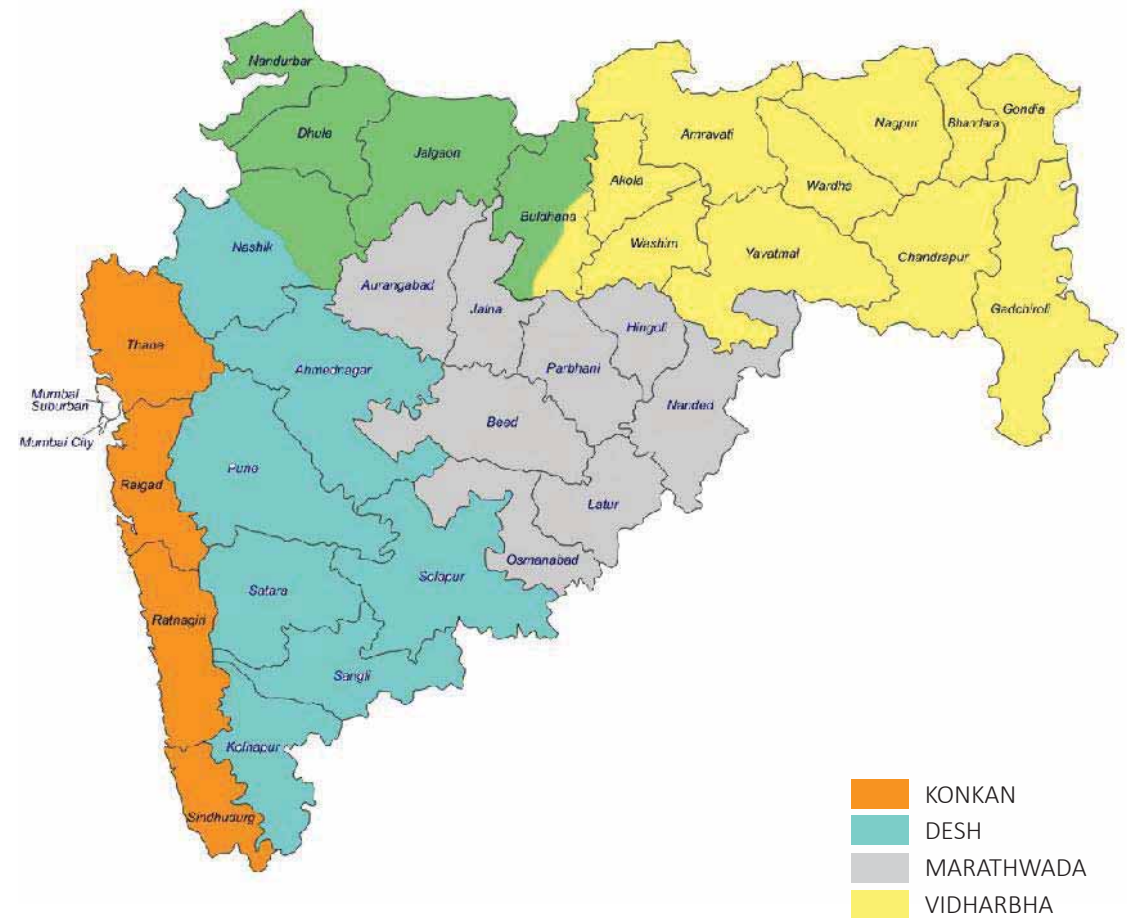 Nandurbar
Dhule
Jalgaon
Buldhana
Akola
Amravati
Nagpur
Bhandara
Gondia
Wardha
Washim
Yavatmal
Chandrapur
Gadchiroli
Nashik
Aurangabad
Jalna
Hingoli
Parbhani
Nanded
Thane
Ahmednagar
Beed
Mumbai
Suburban
Mumbai City
Raigad
Pune
Latur
Osmanabad
Solapur
Satara
Ratnagiri
Sangli
Kolhapur
Sindhudurg
KONKAN
DESH
MARATHWADA
VIDHARBHA